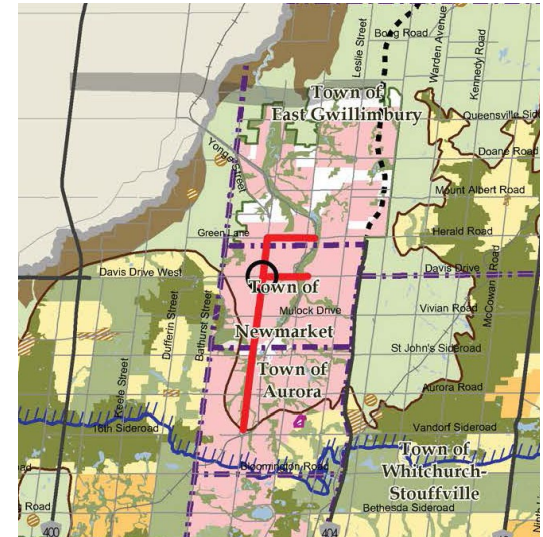 Leslie Street
Bong Road
Warden Avenue
Kennedy Road
Town of
East Gwillimbury
Queensville Sid
Doane Road
Yonge Street
Mount Albert Road
Green Lane
Herald Road
Davis Drive West
Davis Drive
Town of
Newmarket
Mulock Drive
McCowan Road
Vivian Road
Dufferin Street
Bathurst Street
St John's Sideroad
Town of
Aurora
Keele Street
Aurora Road
16th Sideroad
Vandorf Sideroad
Town of
Whitchurch-
Stouffville
Bloomington Road
Road
Bethesda Sideroad
400
404